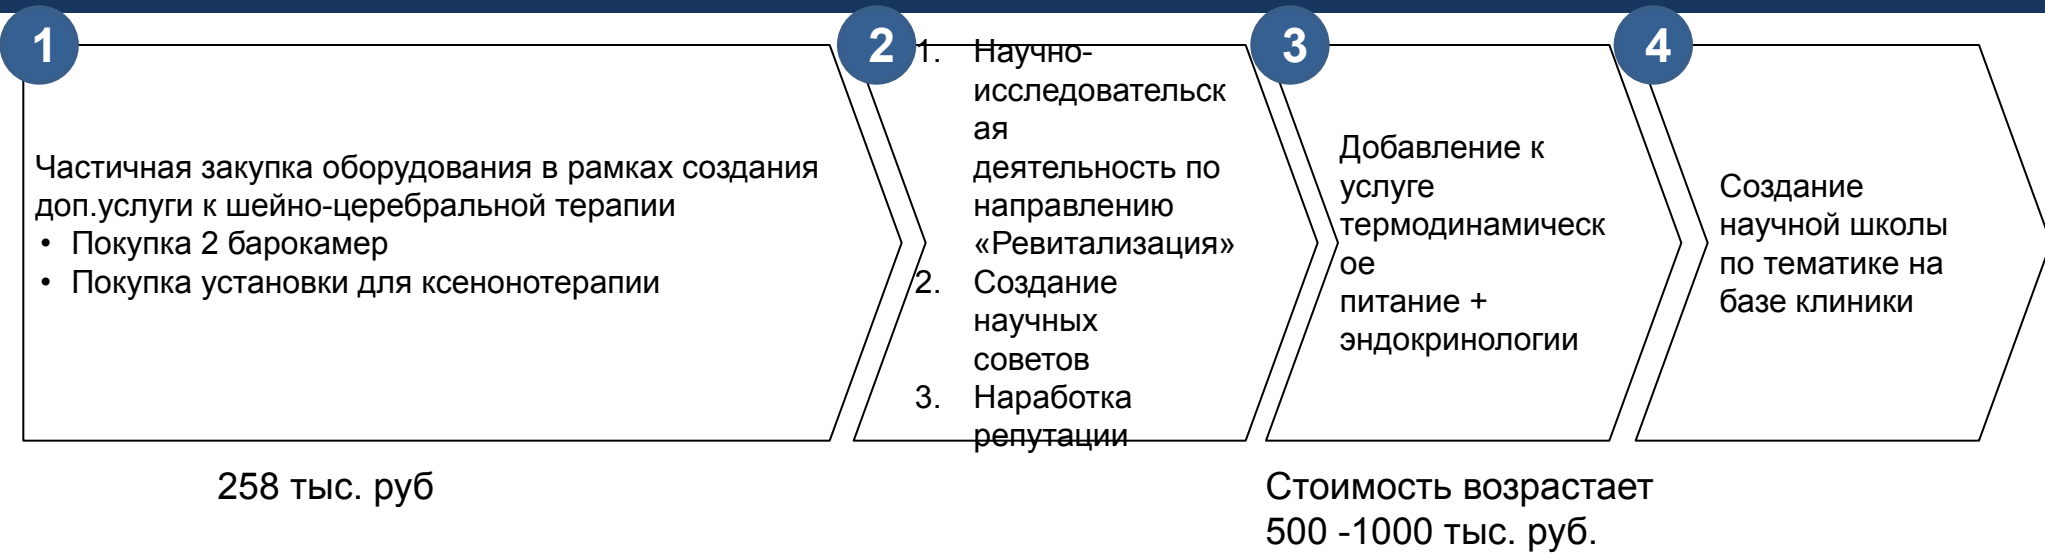 1
Частичная закупка оборудования в рамках создания
доп.услуги к шейно-церебральной терапии
• Покупка 2 барокамер
• Покупка установки для ксенонотерапии
258 тыс. руб
2
1. Научно-
исследовательск
ая
деятельность по
направлению
«Ревитализация»
2. Создание
научных
советов
3. Наработка
репутации
3
Добавление к
услуге
термодинамическ
ое
питание +
эндокринологии
Стоимость возрастает
500 -1000 тыс. руб.
4
Создание
научной школы
по тематике на
базе клиники